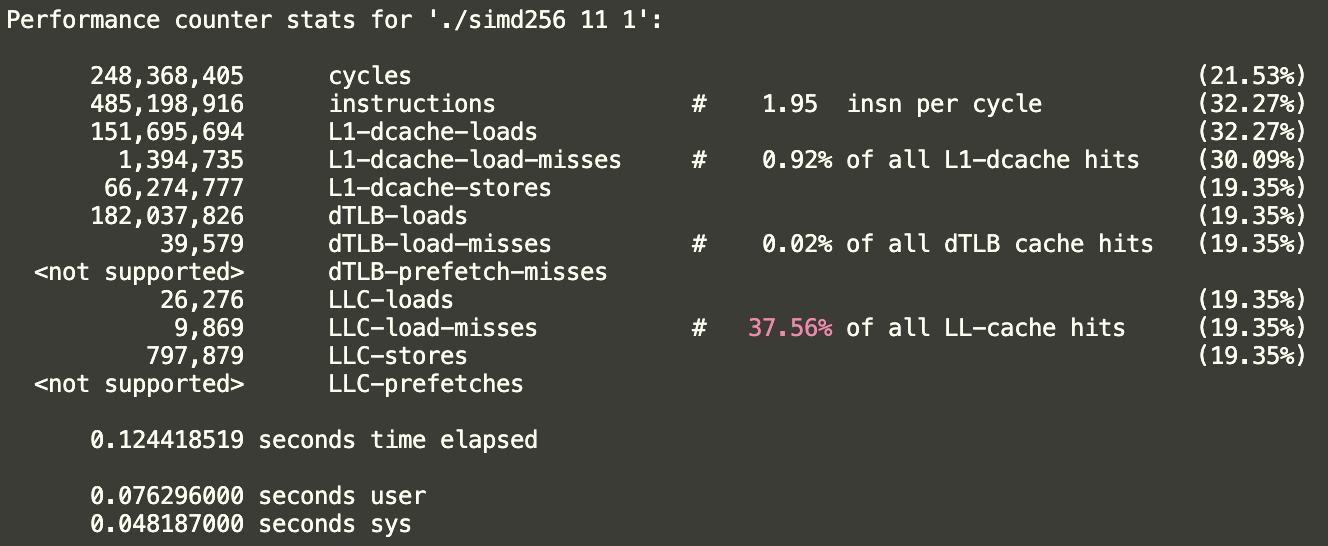 Performance counter stats for './simd256 11 1':
248,368,405 cycles (21.53%)
485,198,916 instructions # 1.95 insn per cycle (32.27%)
151,695,694 L1-dcache-loads (32.27%)
1,394,735 L1-dcache-load-misses # 0.92% of all L1-dcache hits (30.09%)
66,274,777 L1-dcache-stores (19.35%)
182,037,826 dTLB-loads (19.35%)
39,579 dTLB-load-misses # 0.02% of all dTLB cache hits (19.35%)
<not supported> dTLB-prefetch-misses
26,276 LLC-loads (19.35%)
9,869 LLC-load-misses # 37.56% of all LL-cache hits (19.35%)
797,879 LLC-stores (19.35%)
<not supported> LLC-prefetches
0.124418519 seconds time elapsed
0.076296000 seconds user
0.048187000 seconds sys